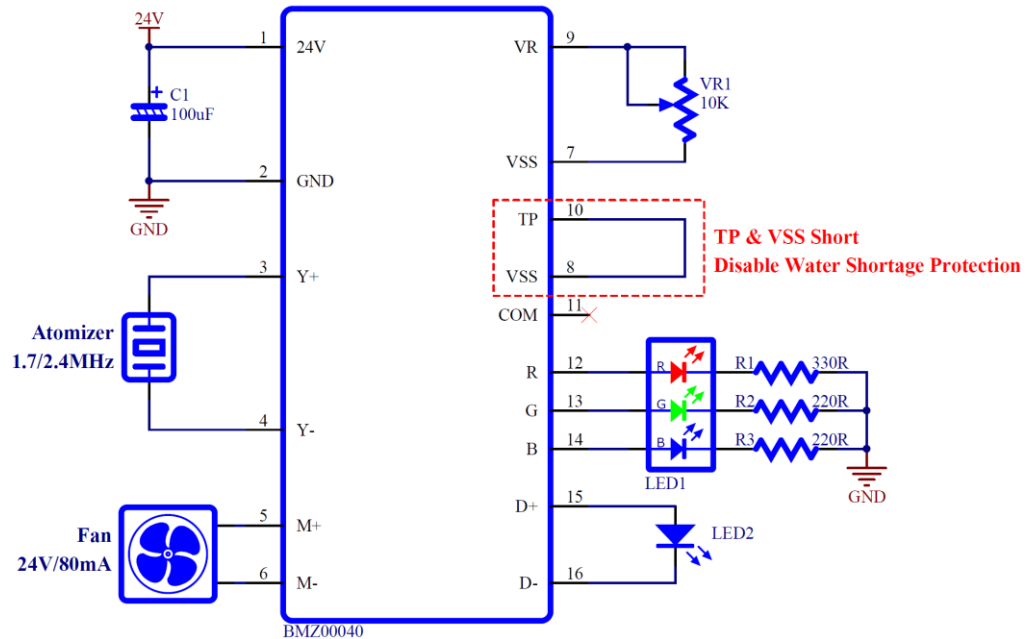 24V
1
24V
C1
100uF
2
GND
GND
3
Y+
Atomizer
1.7/2.4MHz
4
Y-
5
M+
Fan
24V/80mA
6
M-
BMZ00040
VR
9
VR1
10K
VSS
7
TP
10
VSS
8
TP & VSS Short
Disable Water Shortage Protection
COM
11
R
12
R
R1
330R
G
13
G
R2
220R
B
14
B
R3
220R
LED1
GND
D+
15
LED2
D-
16